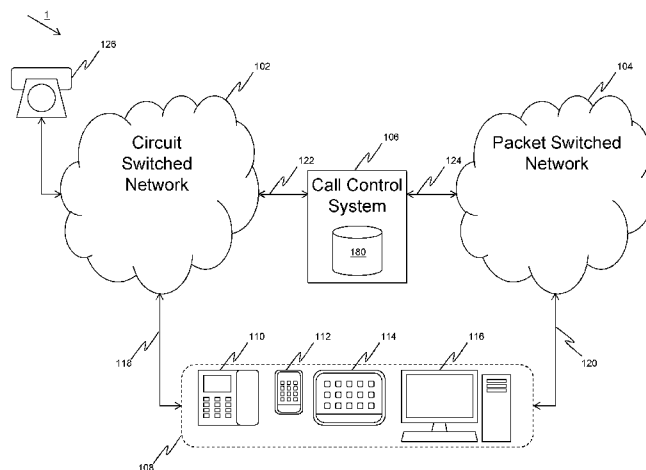 1
126
102
104
Circuit
Switched
Network
Packet Switched
Network
106
122
124
Call Control
System
180
118
110
112
114
116
120
108